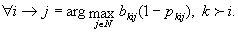 ∀i → j = arg max_{j∈N} b_{kj}(1 − p_{kj}), k ≻ i.